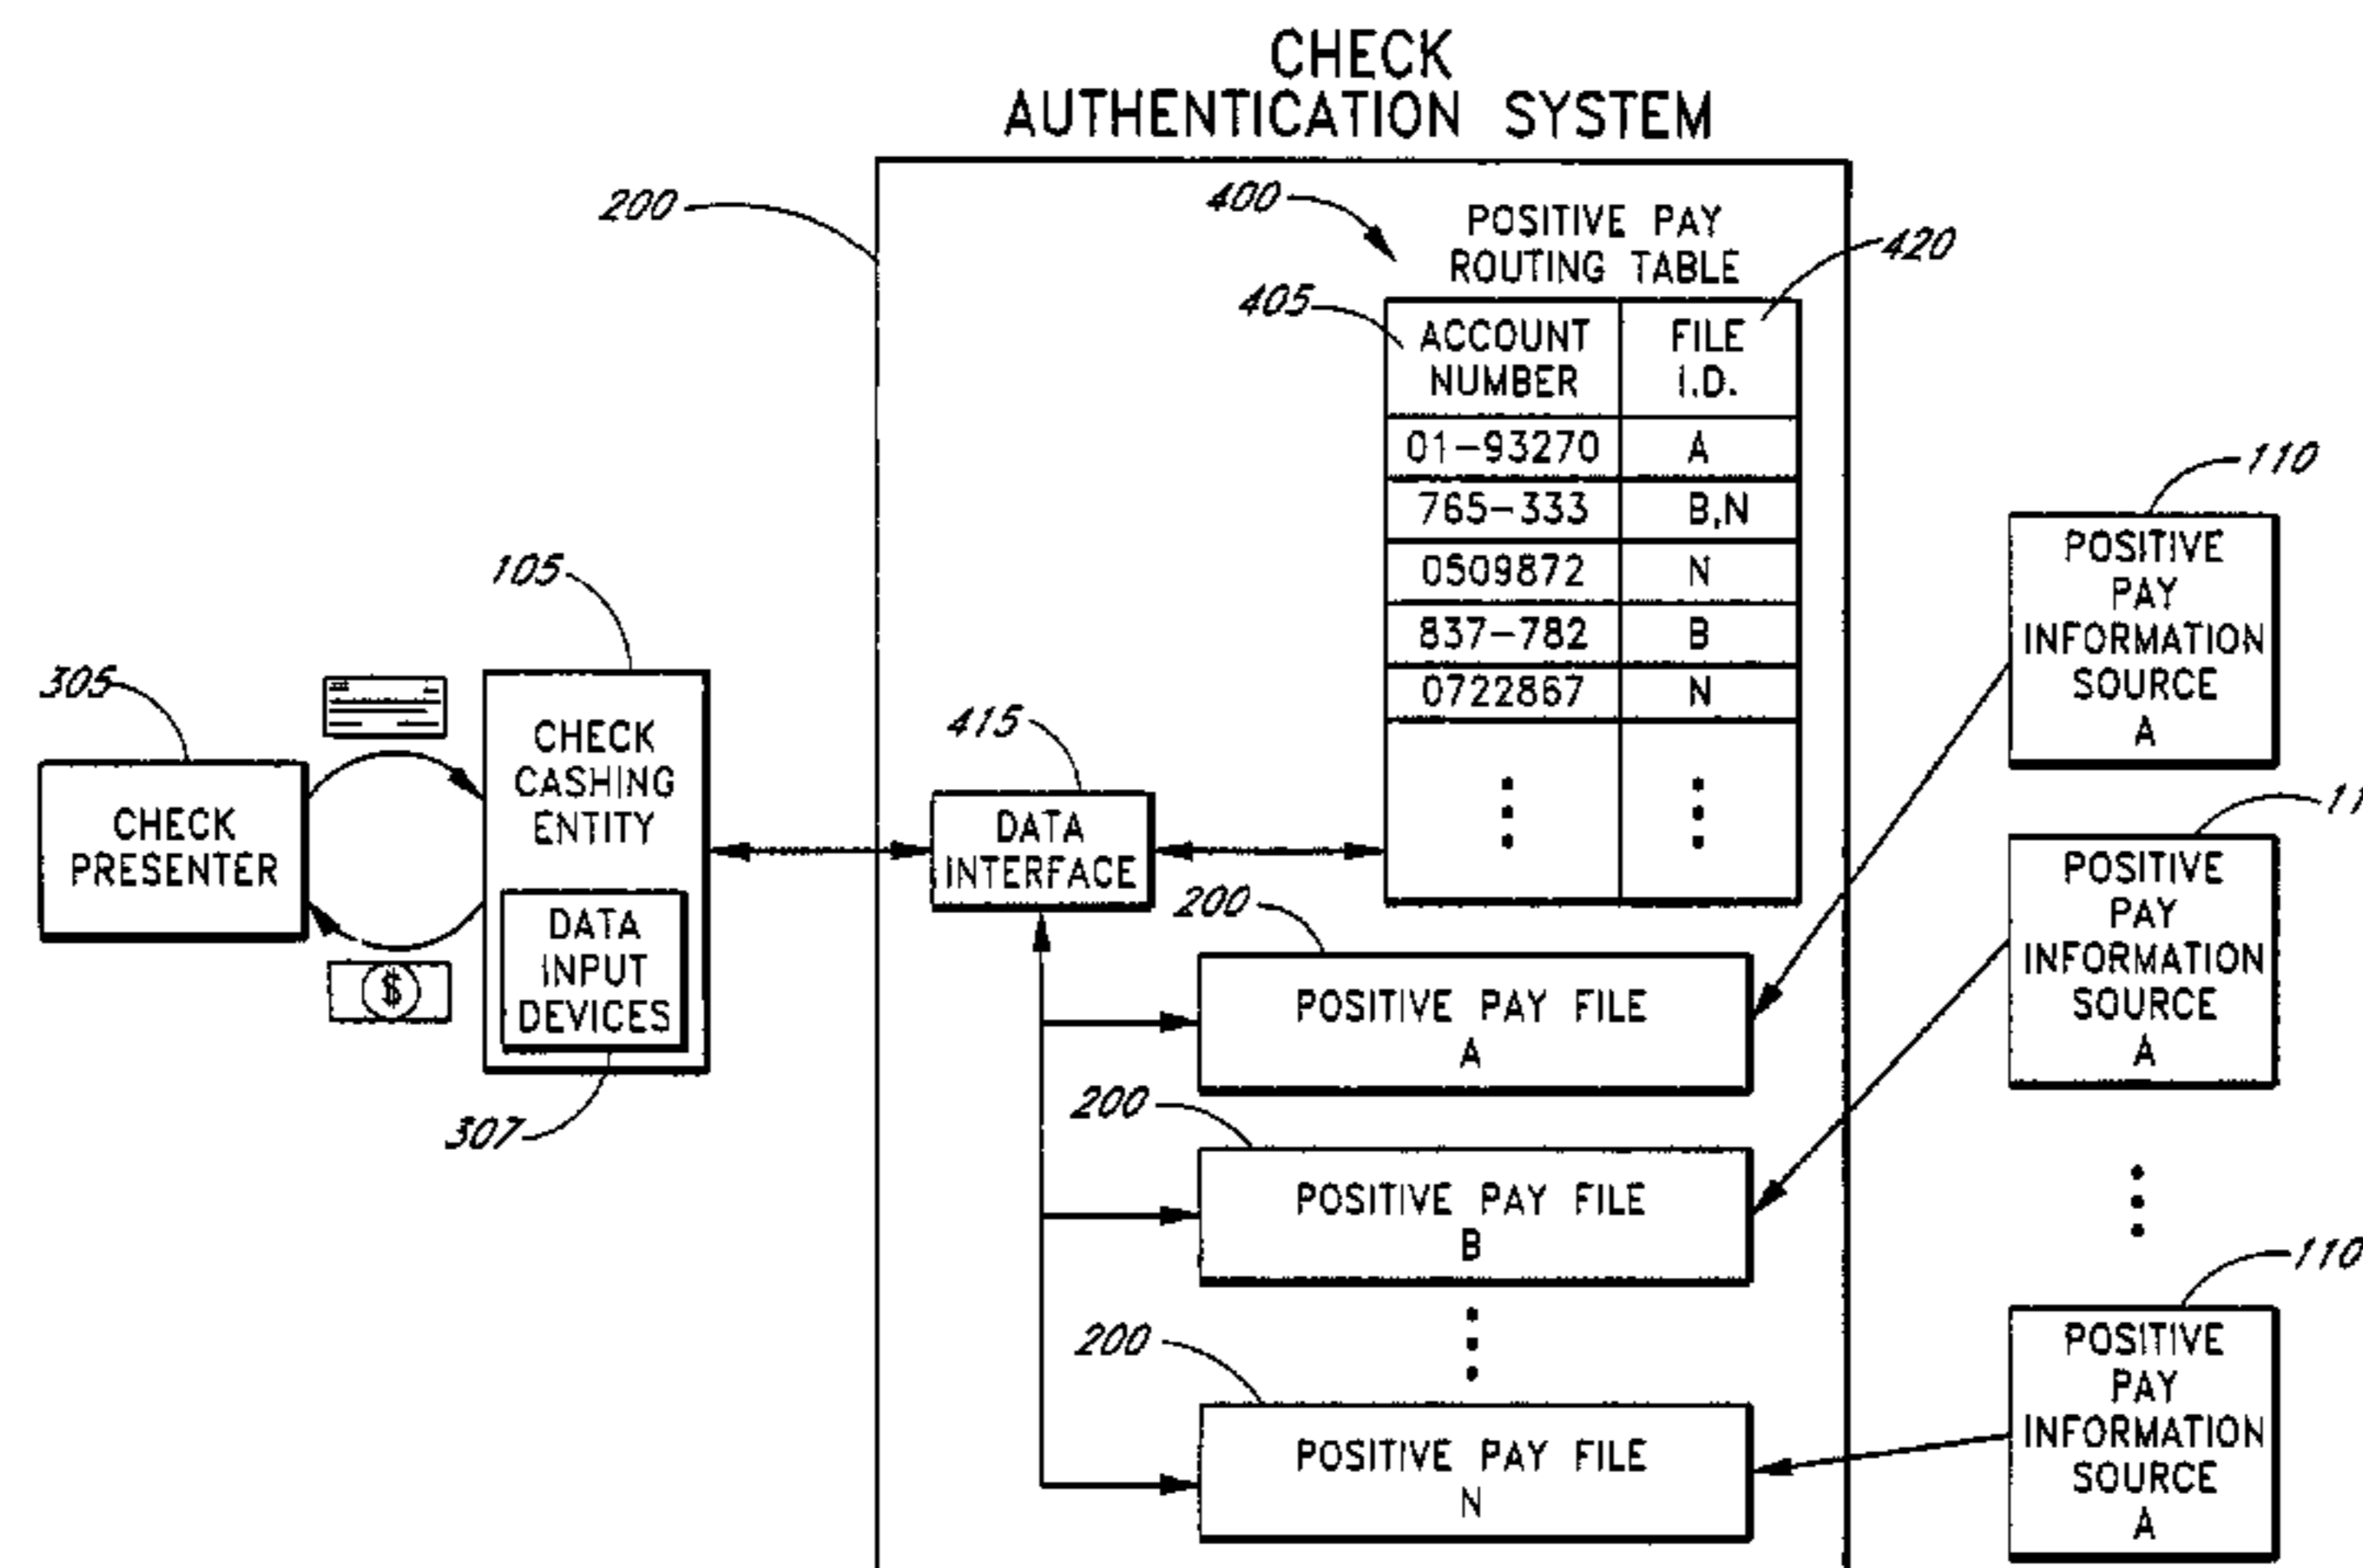 CHECK
AUTHENTICATION SYSTEM
200
400
POSITIVE PAY
ROUTING TABLE
420
405
ACCOUNT
NUMBER
FILE
I.D.
01-93270 A
765-333 B,N
0509872 N
837-782 B
0722867 N
305
CHECK
PRESENTER
$
105
CHECK
CASHING
ENTITY
DATA
INPUT
DEVICES
307
415
DATA
INTERFACE
200
POSITIVE PAY FILE
A
200
POSITIVE PAY FILE
B
200
POSITIVE PAY FILE
N
110
POSITIVE
PAY
INFORMATION
SOURCE
A
11
POSITIVE
PAY
INFORMATION
SOURCE
A
110
POSITIVE
PAY
INFORMATION
SOURCE
A